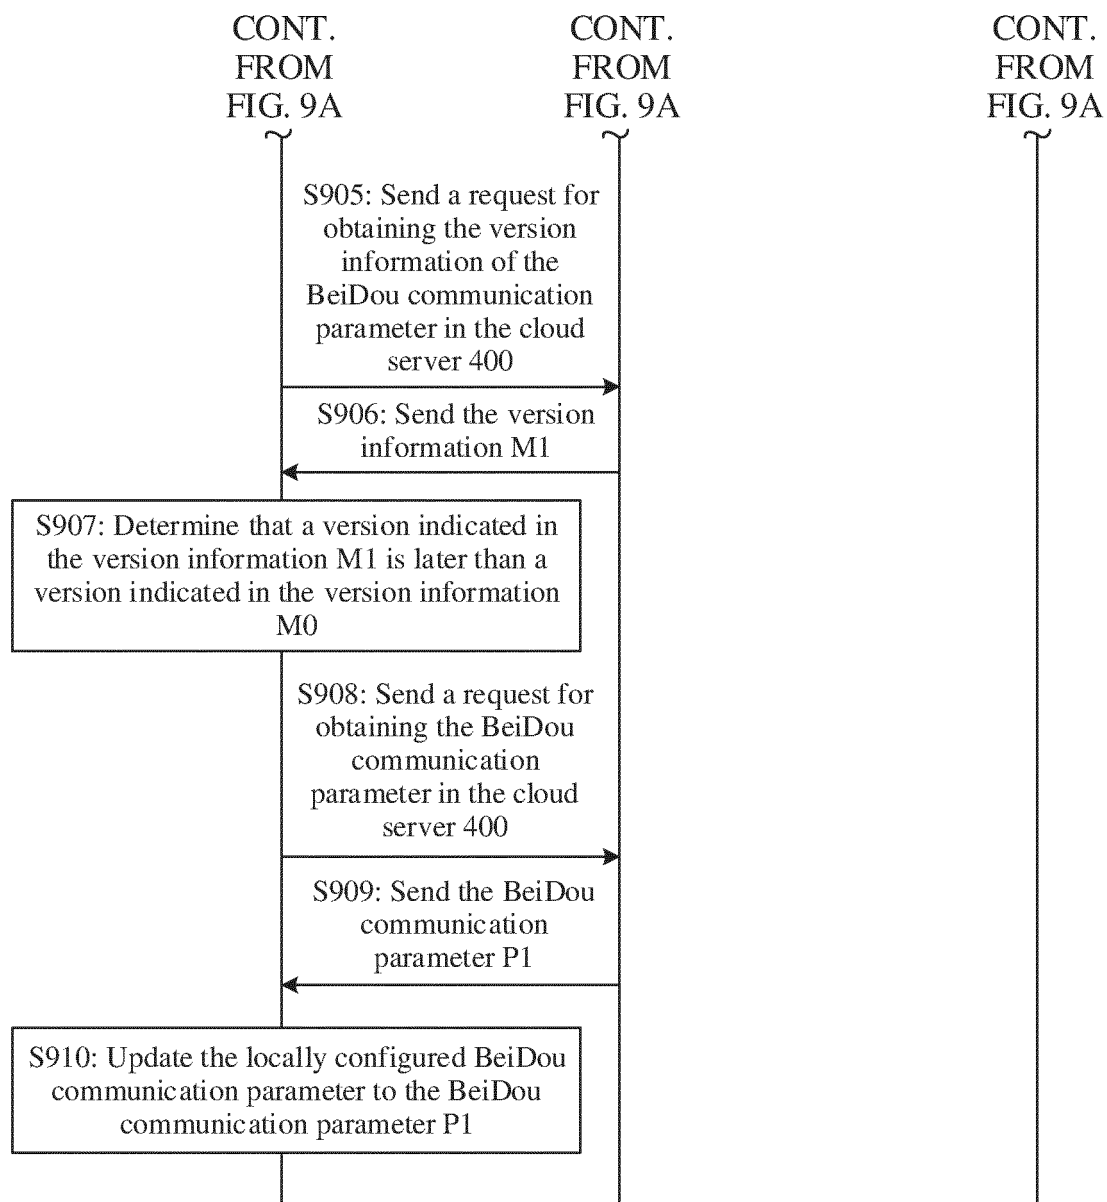 CONT.
FROM
FIG. 9A
CONT.
FROM
FIG. 9A
CONT.
FROM
FIG. 9A
S905: Send a request for
obtaining the version
information of the
BeiDou communication
parameter in the cloud
server 400
S906: Send the version
information M1
S907: Determine that a version indicated in
the version information M1 is later than a
version indicated in the version information
M0
S908: Send a request for
obtaining the BeiDou
communication
parameter in the cloud
server 400
S909: Send the BeiDou
communication
parameter P1
S910: Update the locally configured BeiDou
communication parameter to the BeiDou
communication parameter P1